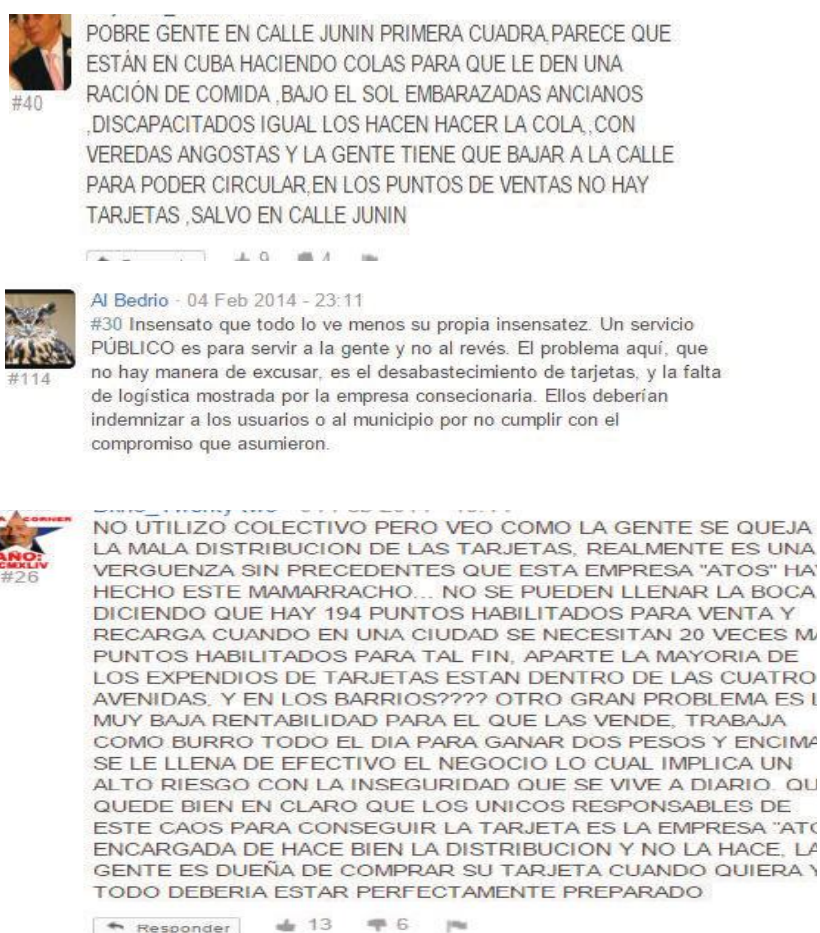 POBRE GENTE EN CALLE JUNIN PRIMERA CUADRA,PARECE QUE
ESTÁN EN CUBA HACIENDO COLAS PARA QUE LE DEN UNA
RACIÓN DE COMIDA ,BAJO EL SOL EMBARAZADAS ANCIANOS
,DISCAPACITADOS IGUAL LOS HACEN HACER LA COLA,,CON
VEREDAS ANGOSTAS Y LA GENTE TIENE QUE BAJAR A LA CALLE
PARA PODER CIRCULAR,EN LOS PUNTOS DE VENTAS NO HAY
TARJETAS ,SALVO EN CALLE JUNIN
#40
9 4
Al Bedrio · 04 Feb 2014 - 23:11
#30 Insensato que todo lo ve menos su propia insensatez. Un servicio
PÚBLICO es para servir a la gente y no al revés. El problema aquí, que
no hay manera de excusar, es el desabastecimiento de tarjetas, y la falta
de logística mostrada por la empresa consecionaria. Ellos deberían
indemnizar a los usuarios o al municipio por no cumplir con el
compromiso que asumieron.
#114
CORNER
AÑO:
CMXLIV
#26
NO UTILIZO COLECTIVO PERO VEO COMO LA GENTE SE QUEJA
LA MALA DISTRIBUCION DE LAS TARJETAS, REALMENTE ES UNA
VERGUENZA SIN PRECEDENTES QUE ESTA EMPRESA "ATOS" HAY
HECHO ESTE MAMARRACHO... NO SE PUEDEN LLENAR LA BOCA
DICIENDO QUE HAY 194 PUNTOS HABILITADOS PARA VENTA Y
RECARGA CUANDO EN UNA CIUDAD SE NECESITAN 20 VECES MA
PUNTOS HABILITADOS PARA TAL FIN, APARTE LA MAYORIA DE
LOS EXPENDIOS DE TARJETAS ESTAN DENTRO DE LAS CUATRO
AVENIDAS, Y EN LOS BARRIOS???? OTRO GRAN PROBLEMA ES L
MUY BAJA RENTABILIDAD PARA EL QUE LAS VENDE, TRABAJA
COMO BURRO TODO EL DIA PARA GANAR DOS PESOS Y ENCIMA
SE LE LLENA DE EFECTIVO EL NEGOCIO LO CUAL IMPLICA UN
ALTO RIESGO CON LA INSEGURIDAD QUE SE VIVE A DIARIO. QU
QUEDE BIEN EN CLARO QUE LOS UNICOS RESPONSABLES DE
ESTE CAOS PARA CONSEGUIR LA TARJETA ES LA EMPRESA "ATO
ENCARGADA DE HACE BIEN LA DISTRIBUCION Y NO LA HACE, LA
GENTE ES DUEÑA DE COMPRAR SU TARJETA CUANDO QUIERA Y
TODO DEBERIA ESTAR PERFECTAMENTE PREPARADO
Responder 13 6